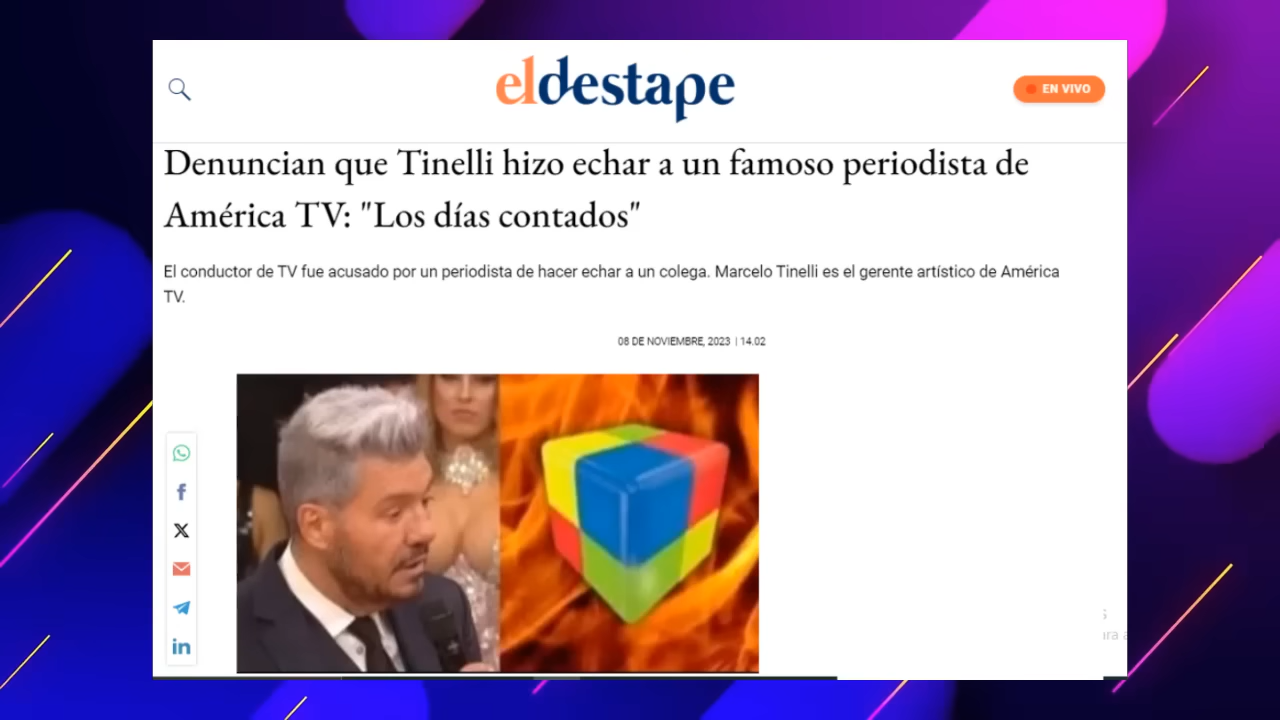 eldestape
EN VIVO
Denuncian que Tinelli hizo echar a un famoso periodista de
América TV: "Los días contados"
El conductor de TV fue acusado por un periodista de hacer echar a un colega. Marcelo Tinelli es el gerente artístico de América
TV.
08 DE NOVIEMBRE, 2023 | 14.02